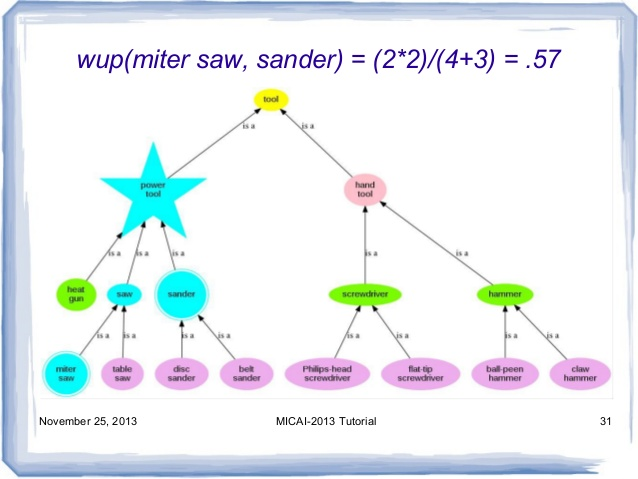 wup(miter saw, sander) = (2*2)/(4+3) = .57
tool
is a
is a
power
tool
hand
tool
is a
is a
is a
is a
is a
heat
gun
saw
sander
screwdriver
hammer
is a
is a
is a
is a
is a
is a
is a
is a
miter
saw
table
saw
disc
sander
belt
sander
Philips-head
screwdriver
flat-tip
screwdriver
ball-peen
hammer
claw
hammer
November 25, 2013
MICAI-2013 Tutorial
31